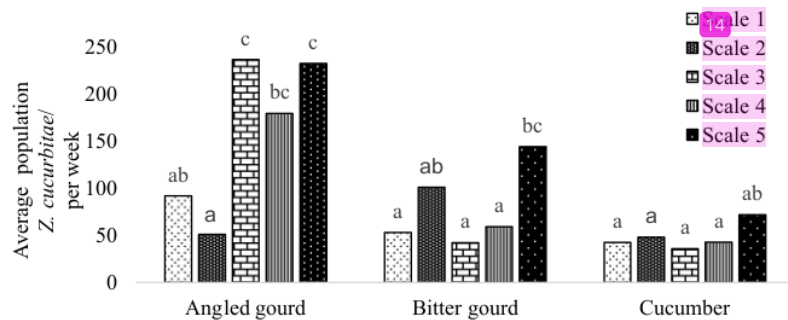 14
Scale 1
Scale 2
Scale 3
Scale 4
Scale 5
Average population
Z. cucurbitae/
per week
250
200
150
100
50
0
ab
a
c
bc
c
a
ab
a
a
bc
a
a
a
a
ab
Angled gourd
Bitter gourd
Cucumber